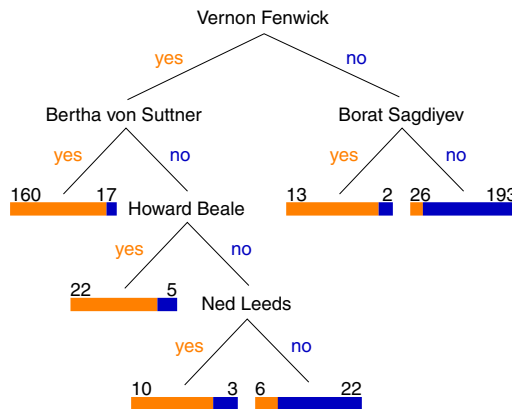 Vernon Fenwick
yes no
Bertha von Suttner Borat Sagdiyev
yes no yes no
160 17 13 2 26 193
Howard Beale
yes no
22 5
Ned Leeds
yes no
10 3 6 22